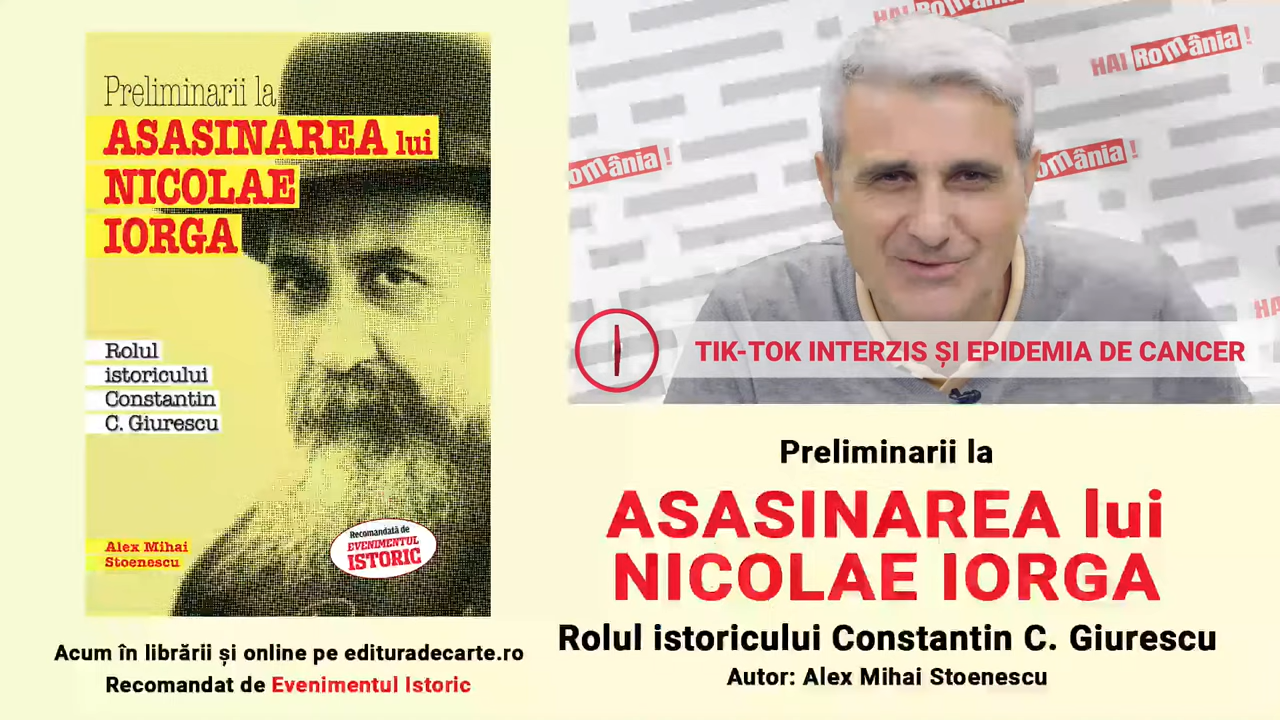 Preliminarii la
ASASINAREA lui
NICOLAE
IORGA
Rolul
istoricului
Constantin
C. Giurescu
Alex Mihai
Stoenescu
Recomandată de
EVENIMENTUL
ISTORIC
Acum în librării și online pe edituradecarte.ro
Recomandat de Evenimentul Istoric
HAI România
HAI România!
România!
România!
HAI
TIK-TOK INTERZIS ȘI EPIDEMIA DE CANCER
Preliminarii la
ASASINAREA lui
NICOLAE IORGA
Rolul istoricului Constantin C. Giurescu
Autor: Alex Mihai Stoenescu